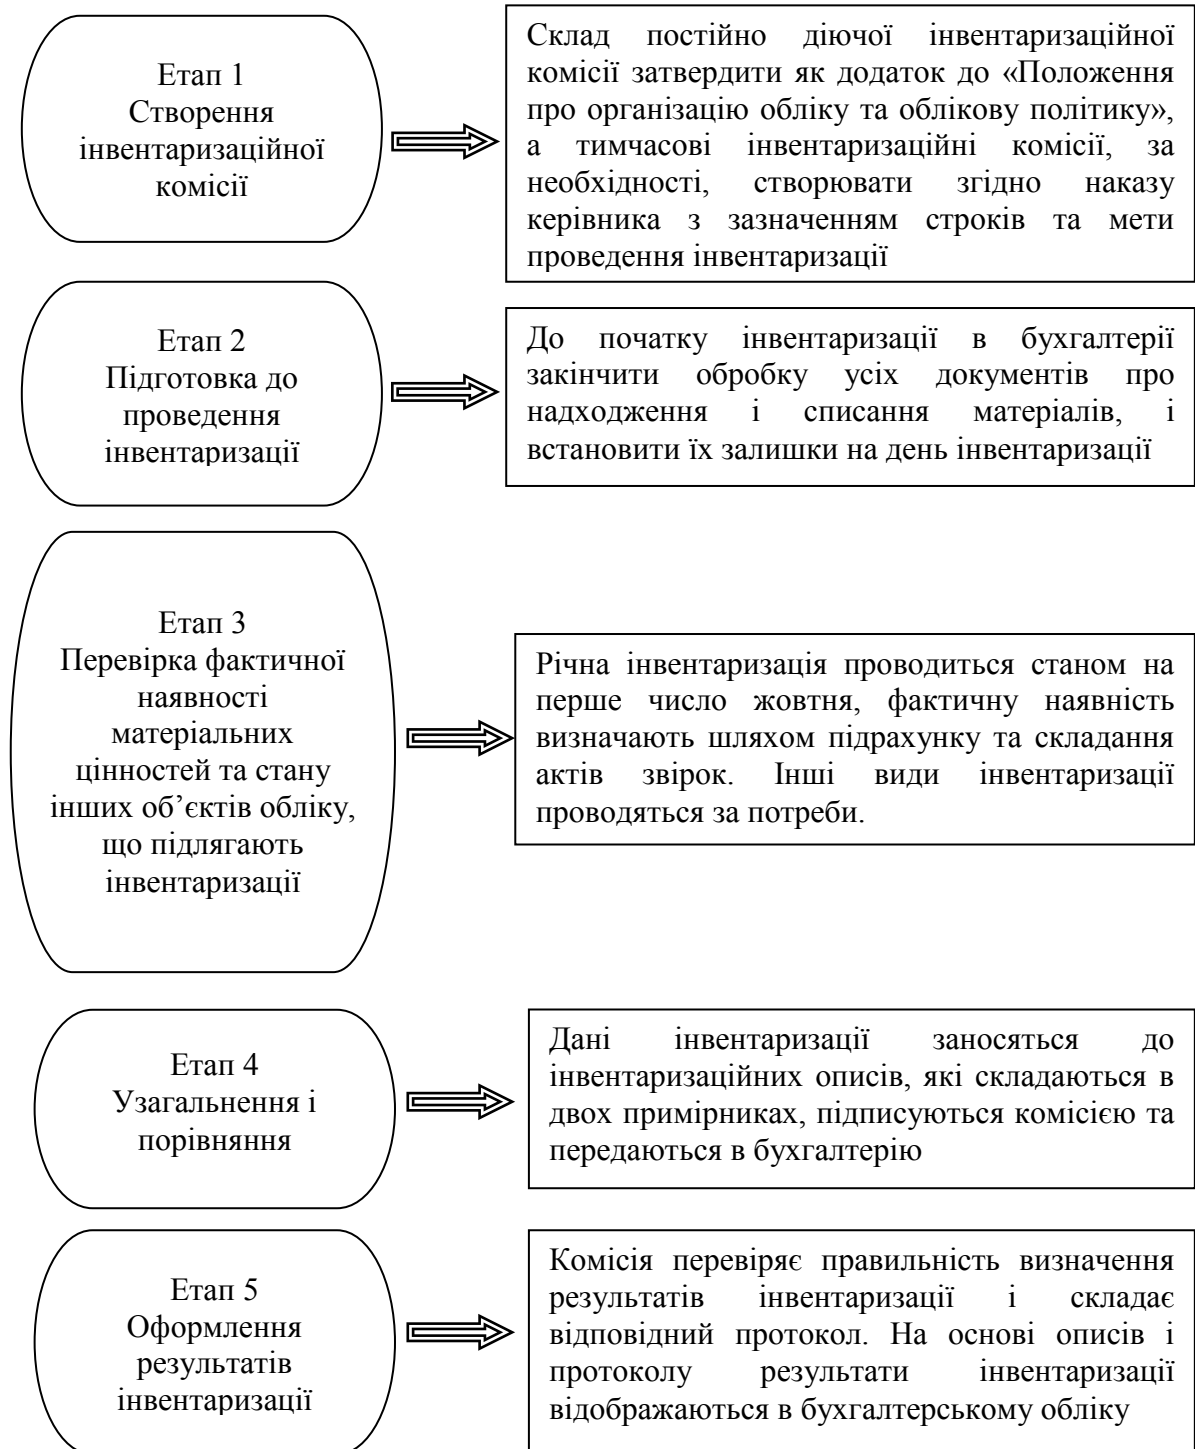 Етап 1
Створення
інвентаризаційної
комісії
Склад постійно діючої інвентаризаційної
комісії затвердити як додаток до «Положення
про організацію обліку та облікову політику»,
а тимчасові інвентаризаційні комісії, за
необхідності, створювати згідно наказу
керівника з зазначенням строків та мети
проведення інвентаризації
Етап 2
Підготовка до
проведення
інвентаризації
До початку інвентаризації в бухгалтерії
закінчити обробку усіх документів про
надходження і списання матеріалів, і
встановити їх залишки на день інвентаризації
Етап 3
Перевірка фактичної
наявності
матеріальних
цінностей та стану
інших об’єктів обліку,
що підлягають
інвентаризації
Річна інвентаризація проводиться станом на
перше число жовтня, фактичну наявність
визначають шляхом підрахунку та складання
актів звірок. Інші види інвентаризації
проводяться за потреби.
Етап 4
Узагальнення і
порівняння
Дані інвентаризації заносяться до
інвентаризаційних описів, які складаються в
двох примірниках, підписуються комісією та
передаються в бухгалтерію
Етап 5
Оформлення
результатів
інвентаризації
Комісія перевіряє правильність визначення
результатів інвентаризації і складає
відповідний протокол. На основі описів і
протоколу результати інвентаризації
відображаються в бухгалтерському обліку